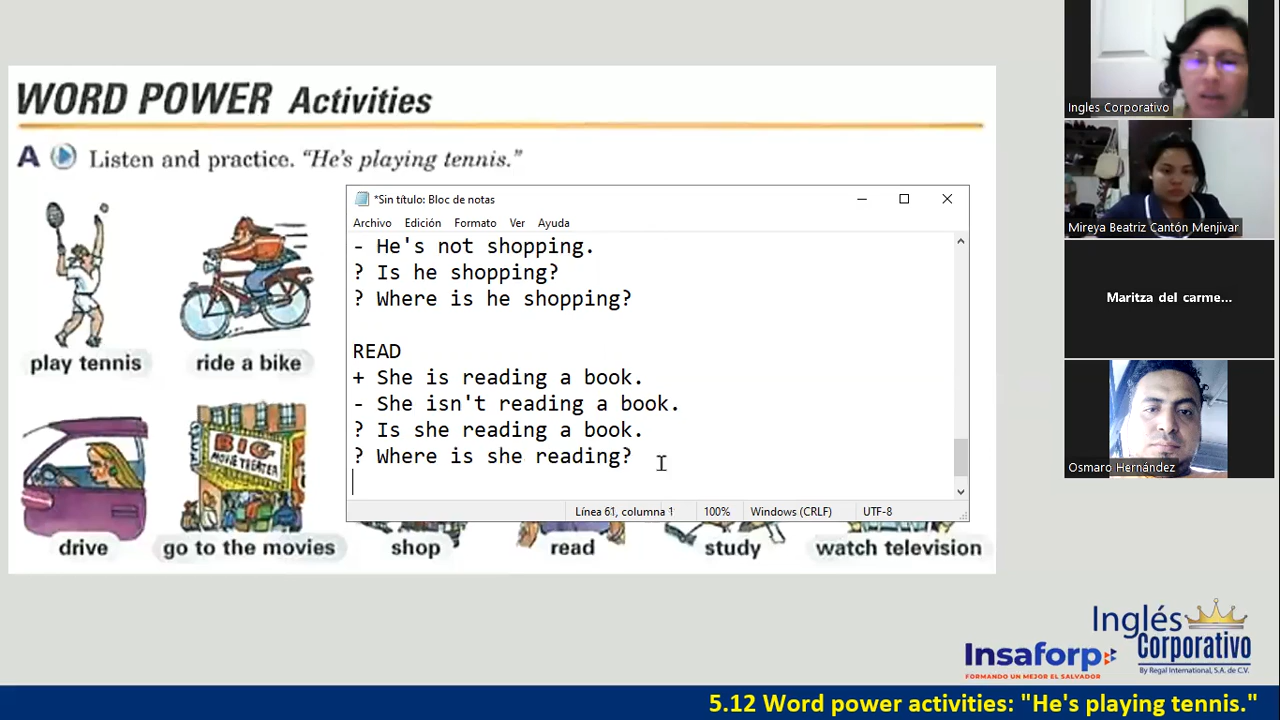 WORD POWER Activities
A Listen and practice. "He's playing tennis."
*Sin título: Bloc de notas
Archivo Edición Formato Ver Ayuda
- He's not shopping.
? Is he shopping?
? Where is he shopping?
READ
+ She is reading a book.
- She isn't reading a book.
? Is she reading a book.
? Where is she reading?
Línea 61, columna 1 100% Windows (CRLF) UTF-8
play tennis ride a bike
BIG
MOVIE THEATER
drive go to the movies shop read study watch television
Ingles Corporativo
Mireya Beatriz Cantón Menjivar
Maritza del carme...
Osmaro Hernández
Insaforp
FORMANDO UN MEJOR EL SALVADOR
Inglés
Corporativo
By Regal International, S.A. de C.V.
5.12 Word power activities: "He's playing tennis."